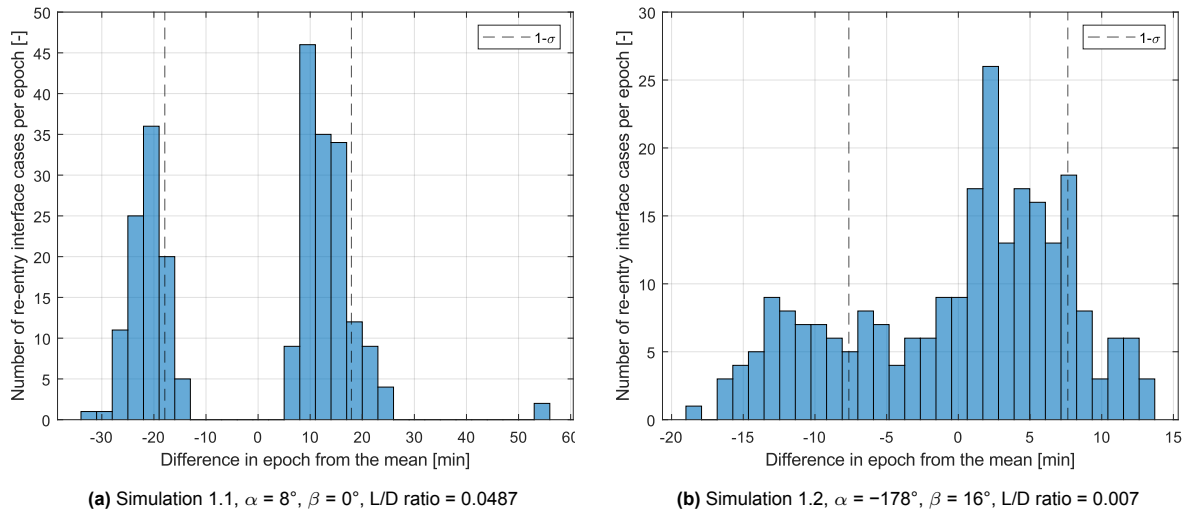 Number of re-entry interface cases per epoch [-]
50
45
40
35
30
25
20
15
10
5
0
1-σ
-30 -20 -10 0 10 20 30 40 50 60
Difference in epoch from the mean [min]
(a) Simulation 1.1, α = 8°, β = 0°, L/D ratio = 0.0487
Number of re-entry interface cases per epoch [-]
30
25
20
15
10
5
0
1-σ
-20 -15 -10 -5 0 5 10 15
Difference in epoch from the mean [min]
(b) Simulation 1.2, α = −178°, β = 16°, L/D ratio = 0.007